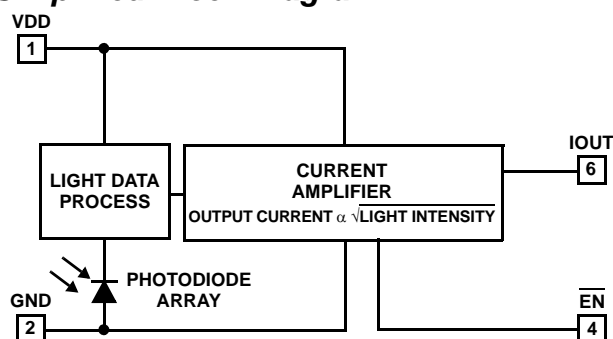 VDD
1
LIGHT DATA
PROCESS
CURRENT
AMPLIFIER
OUTPUT CURRENT α √LIGHT INTENSITY
IOUT
6
PHOTODIODE
ARRAY
GND
2
EN
4